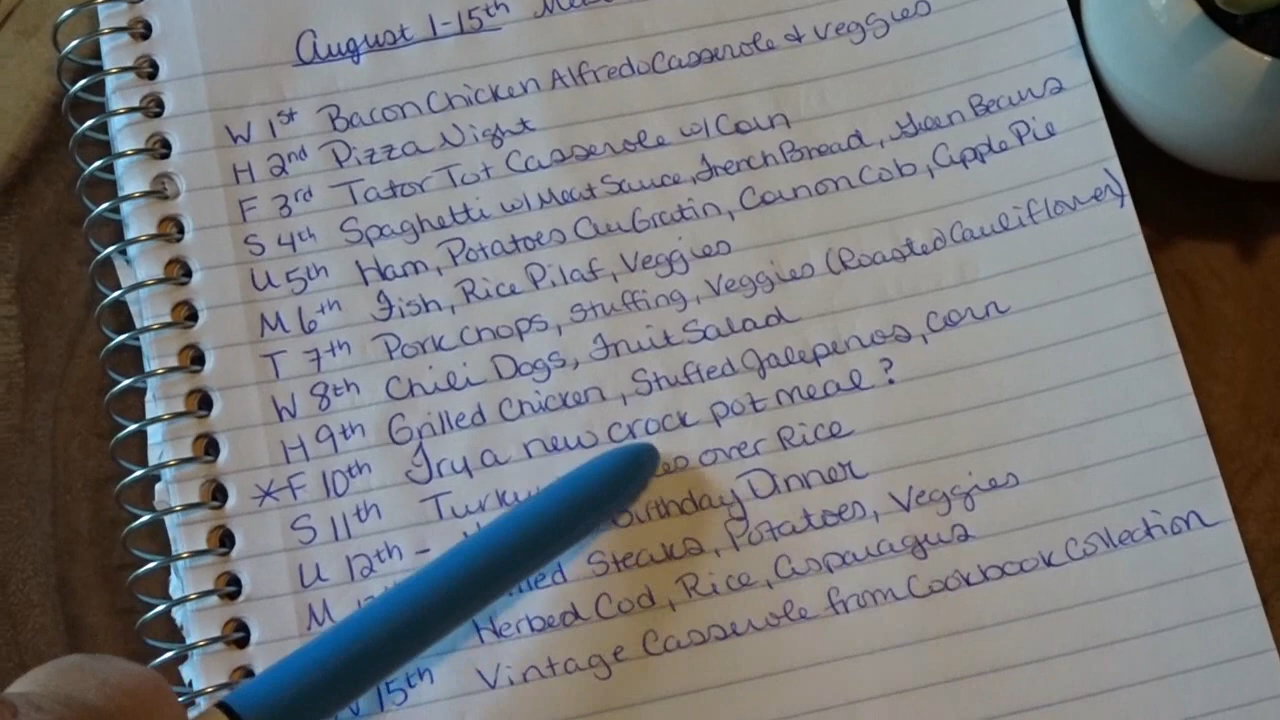 August 1-15th
W 1st Bacon Chicken Alfredo Casserole & Veggies
H 2nd Pizza Night
F 3rd Tator Tot Casserole w/ Corn
S 4th Spaghetti w/ Meat Sauce, French Bread, Green Beans
U 5th Ham, Potatoes Au Gratin, Corn on Cob, Apple Pie
M 6th Fish, Rice Pilaf, Veggies
T 7th Pork Chops, Stuffing, Veggies (Roasted Cauliflower)
W 8th Chili Dogs, Fruit Salad
H 9th Grilled Chicken, Stuffed Jalepenos, Corn
*F 10th Try a new crock pot meal?
S 11th over Rice
U 12th - Birthday Dinner
M Steaks, Potatoes, Veggies
Herbed Cod, Rice, Asparagus
15th Vintage Casserole from Cookbook Collection